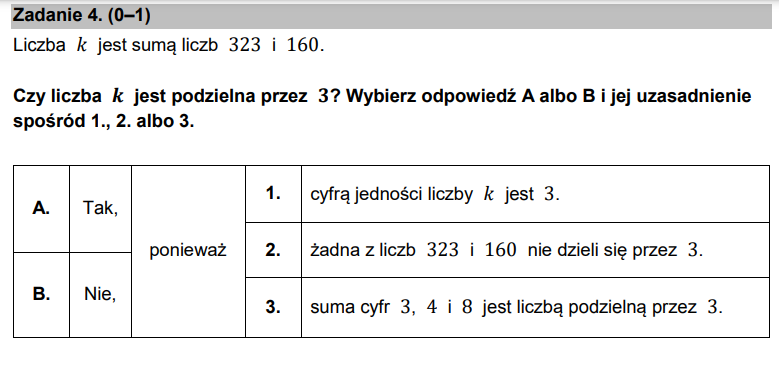 Zadanie 4. (0–1)
Liczba k jest sumą liczb 323 i 160.
Czy liczba k jest podzielna przez 3? Wybierz odpowiedź A albo B i jej uzasadnienie
spośród 1., 2. albo 3.
A. Tak,
B. Nie,
ponieważ
1. cyfrą jedności liczby k jest 3.
2. żadna z liczb 323 i 160 nie dzieli się przez 3.
3. suma cyfr 3, 4 i 8 jest liczbą podzielną przez 3.